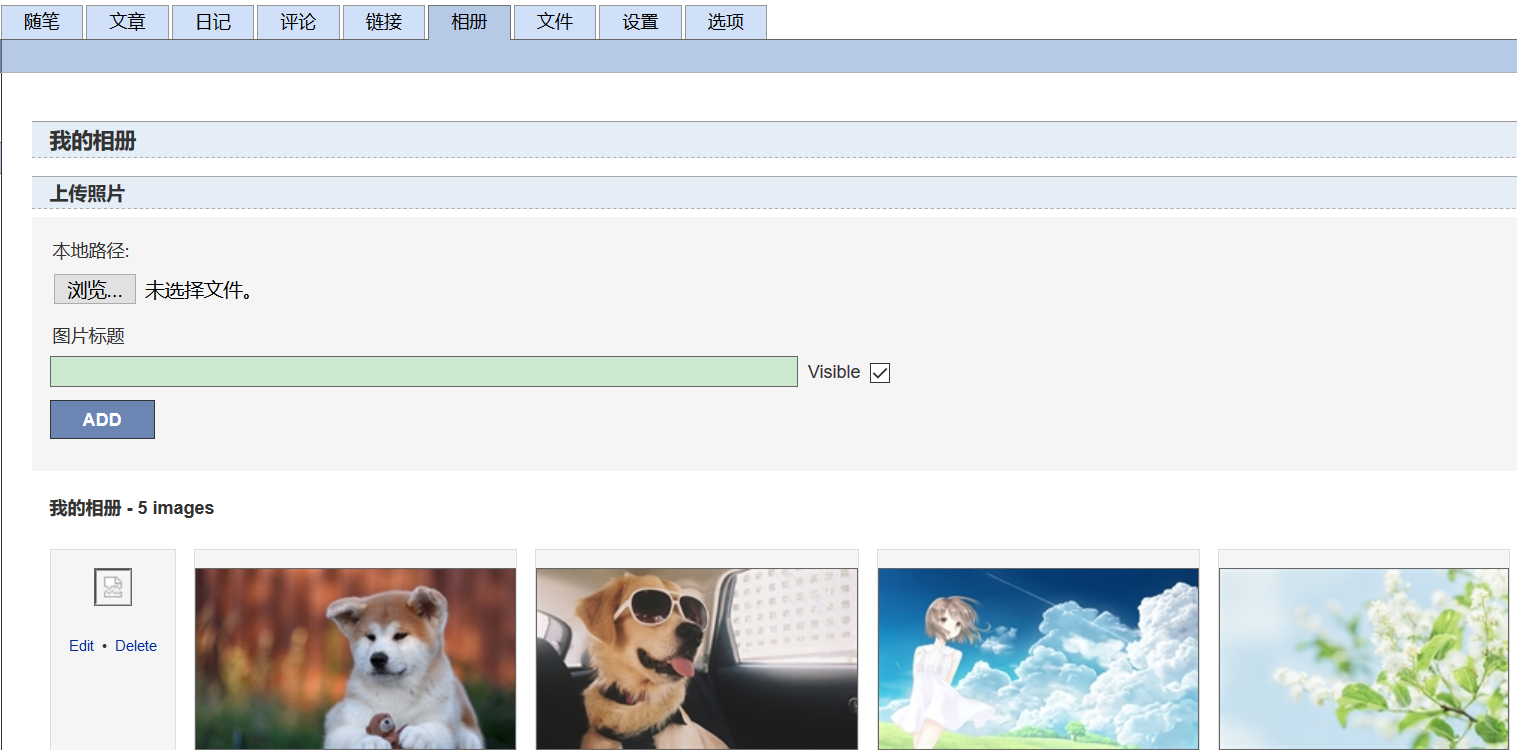 随笔 文章 日记 评论 链接 相册 文件 设置 选项
我的相册
上传照片
本地路径:
浏览... 未选择文件。
图片标题
Visible
ADD
我的相册 - 5 images
Edit • Delete